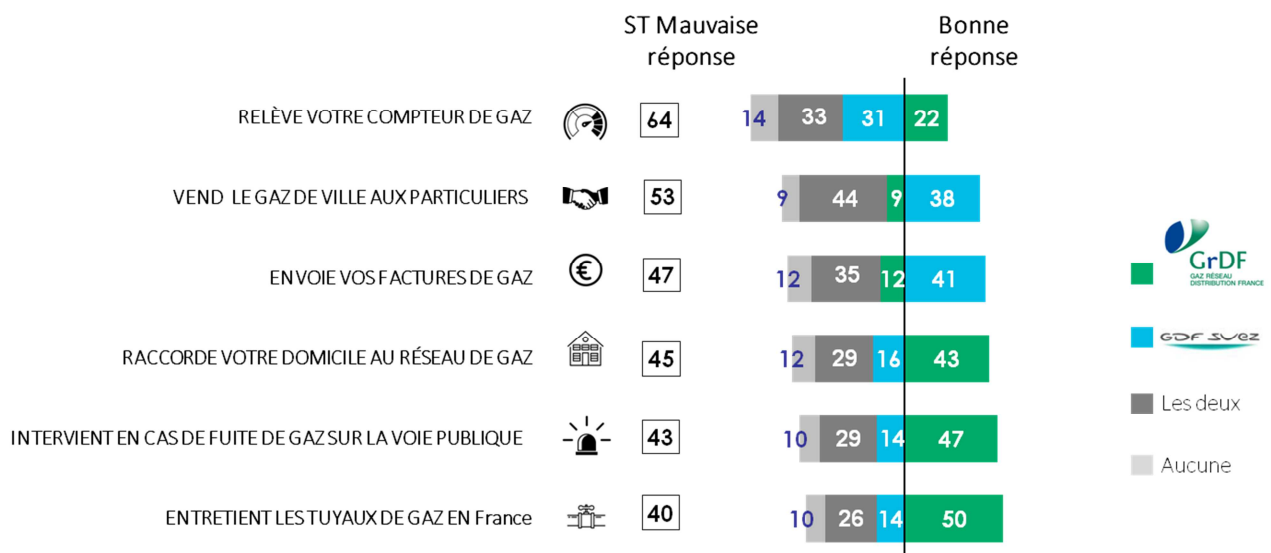 ST Mauvaise
réponse
Bonne
réponse
RELÈVE VOTRE COMPTEUR DE GAZ 64 14 33 31 22
VEND LE GAZ DE VILLE AUX PARTICULIERS 53 9 44 9 38
ENVOIE VOS FACTURES DE GAZ € 47 12 35 12 41
RACCORDE VOTRE DOMICILE AU RÉSEAU DE GAZ 45 12 29 16 43
INTERVIENT EN CAS DE FUITE DE GAZ SUR LA VOIE PUBLIQUE 43 10 29 14 47
ENTRETIENT LES TUYAUX DE GAZ EN France 40 10 26 14 50
GrDF
GAZ RÉSEAU
DISTRIBUTION FRANCE
GDF SUEZ
Les deux
Aucune